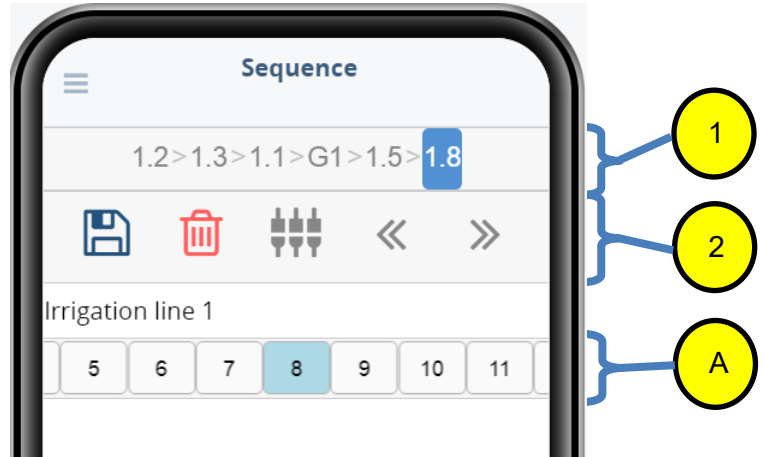 Sequence
1.2>1.3>1.1>G1>1.5>1.8
1
2
Irrigation line 1
5 6 7 8 9 10 11
A